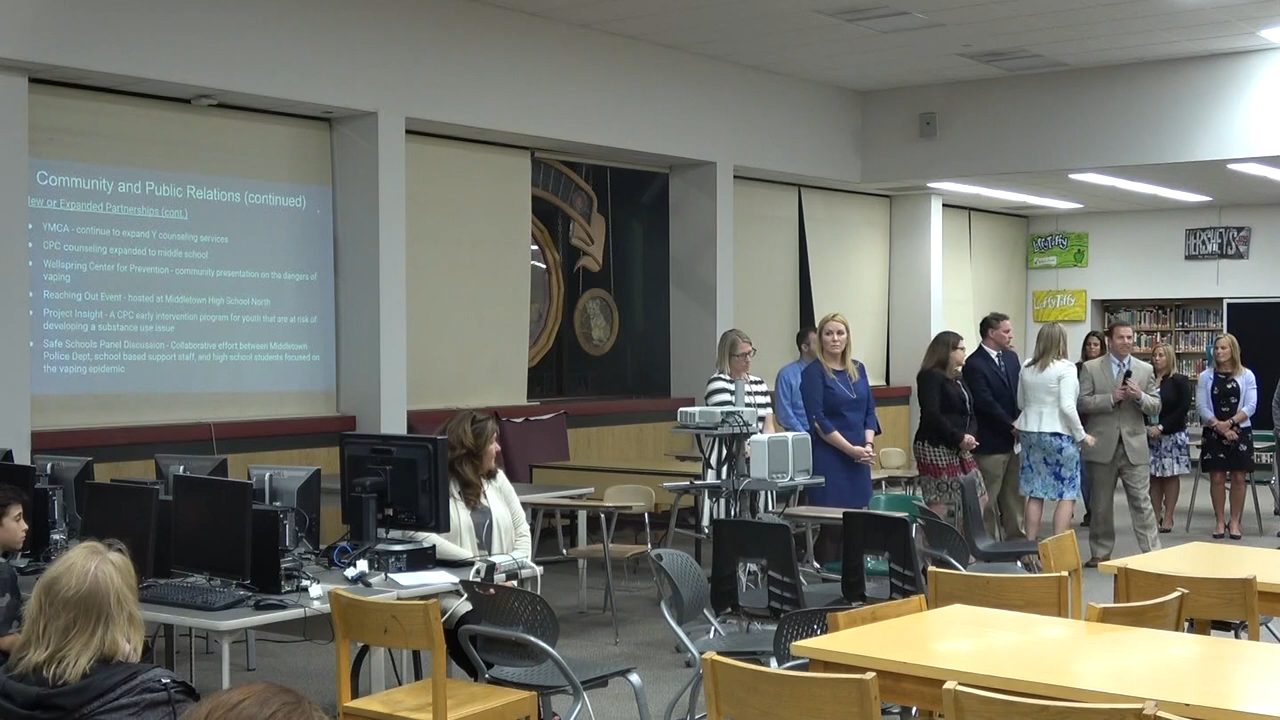 Community and Public Relations (continued)
New or Expanded Partnerships (cont.)
• YMCA - continue to expand Y counseling services
• CPC counseling expanded to middle school
• Wellspring Center for Prevention - community presentation on the dangers of
vaping
• Reaching Out Event - hosted at Middletown High School North
• Project Insight - A CPC early intervention program for youth that are at risk of
developing a substance use issue
• Safe Schools Panel Discussion - Collaborative effort between Middletown
Police Dept, school based support staff, and high-school students focused on
the vaping epidemic
Laffy Taffy
HERSHEY'S
Laffy Taffy